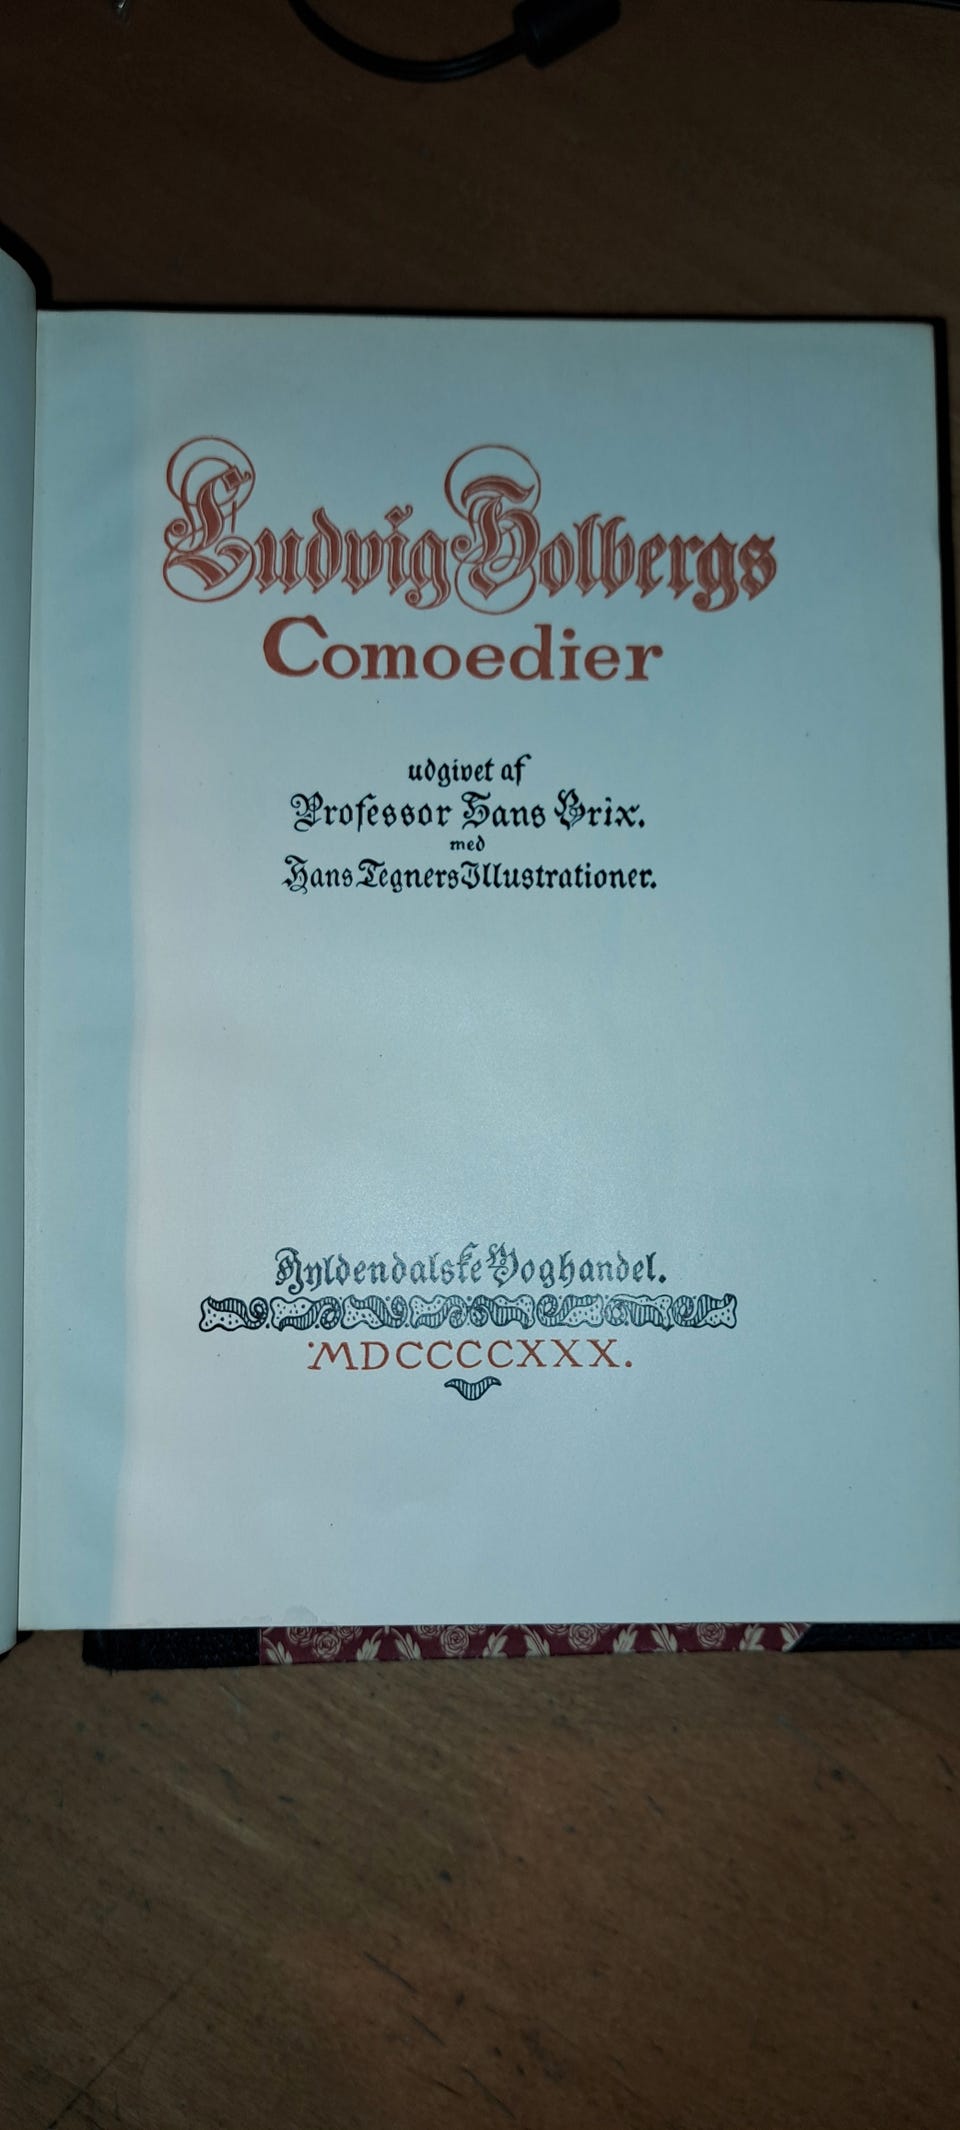 Ludvig Holbergs
Comoedier
udgivet af
Professor Hans Brix.
med
Hans Tegners Illustrationer.
Gyldendalske Boghandel.
MDCCCCXXX.